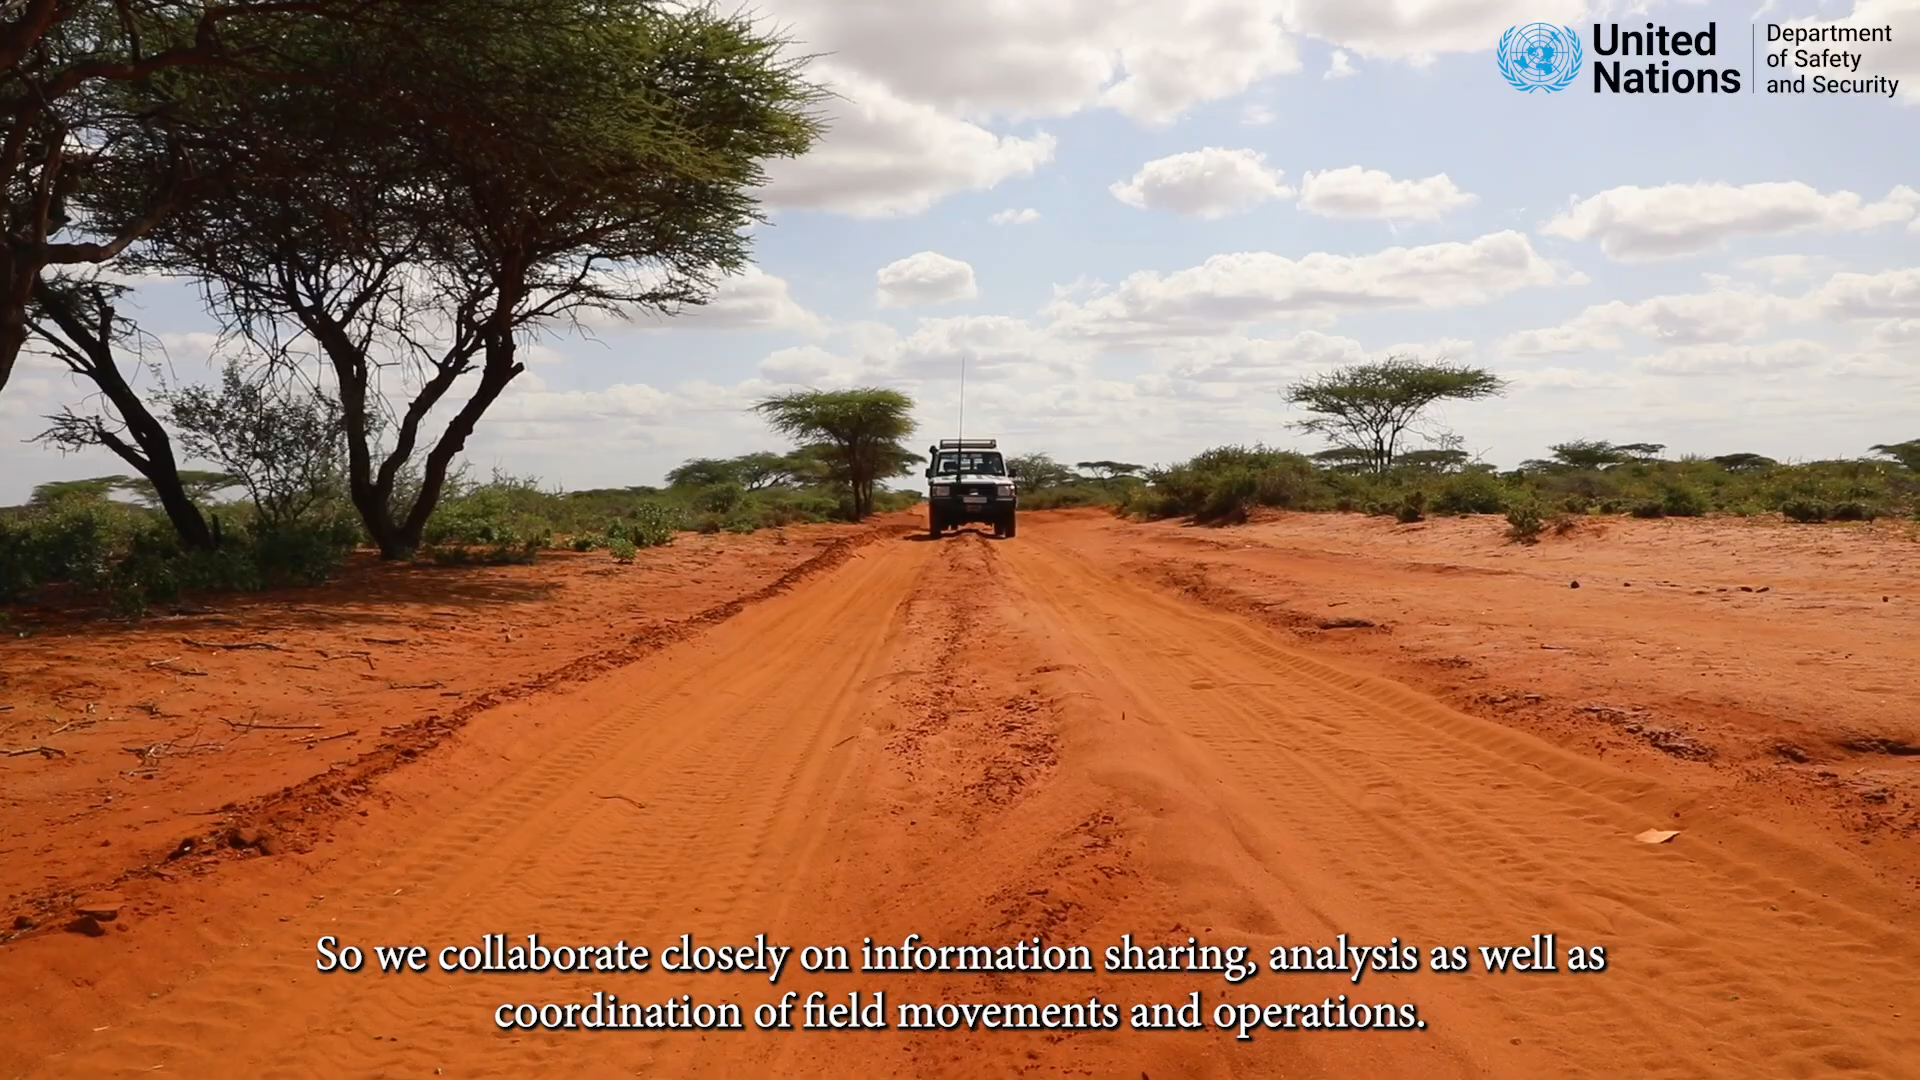 United
Nations
Department
of Safety
and Security
So we collaborate closely on information sharing, analysis as well as
coordination of field movements and operations.